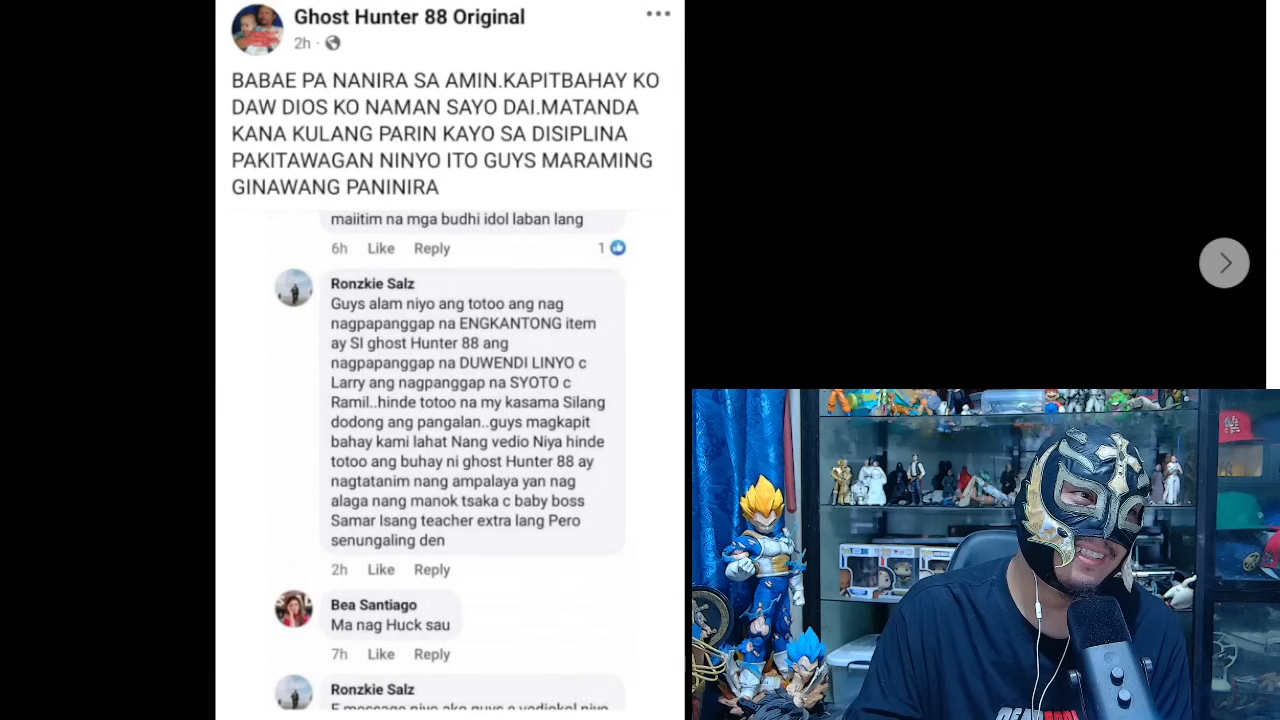 Ghost Hunter 88 Original
2h
BABAE PA NANIRA SA AMIN.KAPITBAHAY KO
DAW DIOS KO NAMAN SAYO DAI.MATANDA
KANA KULANG PARIN KAYO SA DISIPLINA
PAKITAWAGAN NINYO ITO GUYS MARAMING
GINAWANG PANINIRA
maiitim na mga budhi idol laban lang
6h Like Reply 1
Ronzkie Salz
Guys alam niyo ang totoo ang nag
nagpapanggap na ENGKANTONG item
ay SI ghost Hunter 88 ang
nagpapanggap na DUWENDI LINYO c
Larry ang nagpanggap na SYOTO c
Ramil..hinde totoo na my kasama Silang
dodong ang pangalan..guys magkapit
bahay kami lahat Nang vedio Niya hinde
totoo ang buhay ni ghost Hunter 88 ay
nagtatanim nang ampalaya yan nag
alaga nang manok tsaka c baby boss
Samar Isang teacher extra lang Pero
senungaling den
2h Like Reply
Bea Santiago
Ma nag Huck sau
7h Like Reply
Ronzkie Salz
E message niyo ako guys o vediokol niyo